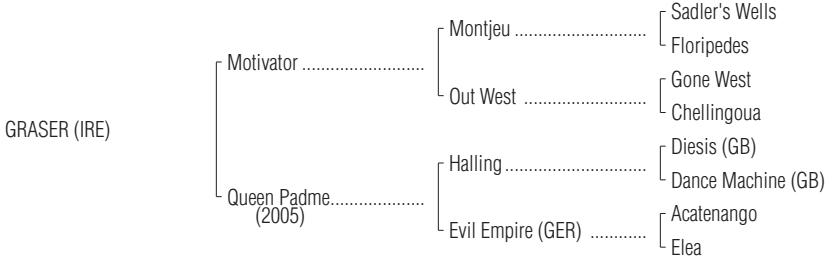 Sadler's Wells
Montjeu ............................
Floripedes
Motivator ..........................
Gone West
Out West ..........................
Chellingoua
GRASER (IRE)
Diesis (GB)
Halling..............................
Dance Machine (GB)
Queen Padme....................
(2005)
Acatenango
Evil Empire (GER) ............
Elea